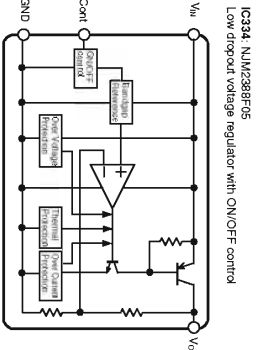 IC334: NJM2388F05
Low dropout voltage regulator with ON/OFF control
VIN
Cont
GND
ON/OFF
control
Bandgap
Reference
Over Voltage
Protection
Thermal
Protection
Over Current
Protection
Vo